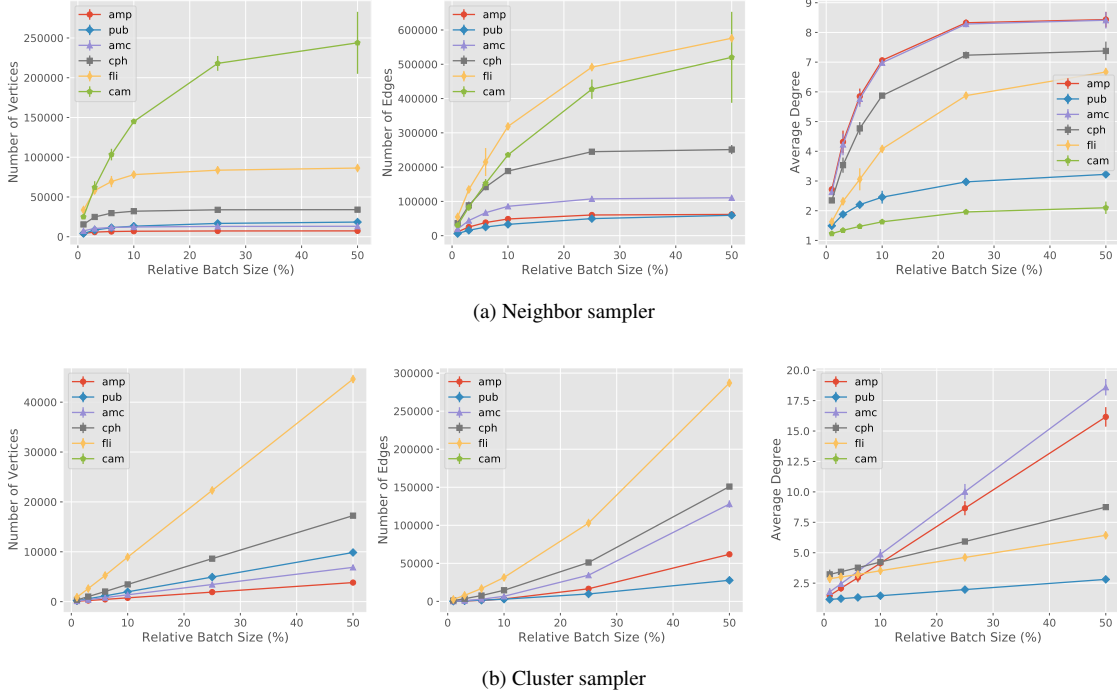 250000
200000
150000
100000
50000
0
Number of Vertices
amp
pub
amc
cph
fli
cam
0 10 20 30 40 50
Relative Batch Size (%)
600000
500000
400000
300000
200000
100000
0
Number of Edges
amp
pub
amc
cph
fli
cam
0 10 20 30 40 50
Relative Batch Size (%)
9
8
7
6
5
4
3
2
1
Average Degree
amp
pub
amc
cph
fli
cam
0 10 20 30 40 50
Relative Batch Size (%)
(a) Neighbor sampler
40000
30000
20000
10000
0
Number of Vertices
amp
pub
amc
cph
fli
cam
0 10 20 30 40 50
Relative Batch Size (%)
300000
250000
200000
150000
100000
50000
0
Number of Edges
amp
pub
amc
cph
fli
cam
0 10 20 30 40 50
Relative Batch Size (%)
20.0
17.5
15.0
12.5
10.0
7.5
5.0
2.5
Average Degree
amp
pub
amc
cph
fli
cam
0 10 20 30 40 50
Relative Batch Size (%)
(b) Cluster sampler